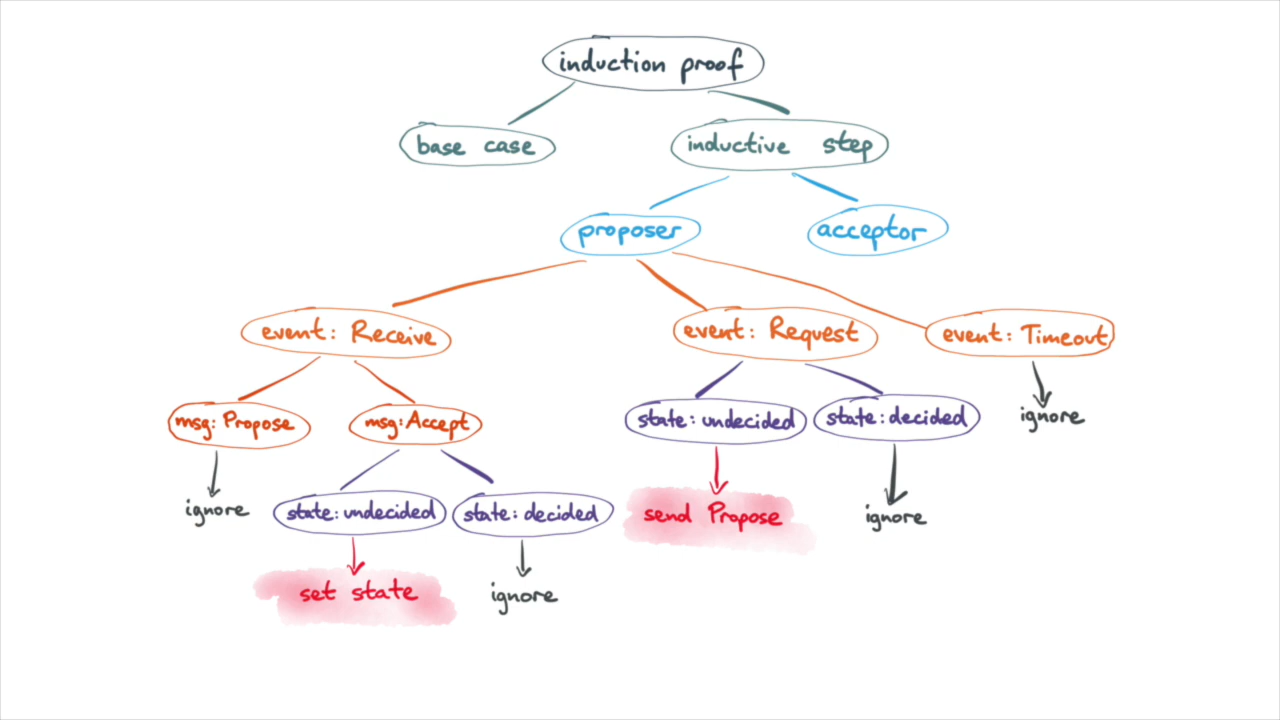 induction proof
base case
inductive step
proposer
acceptor
event: Receive
event: Request
event: Timeout
msg: Propose
msg: Accept
state: undecided
state: decided
ignore
ignore
state: undecided
state: decided
send Propose
ignore
set state
ignore